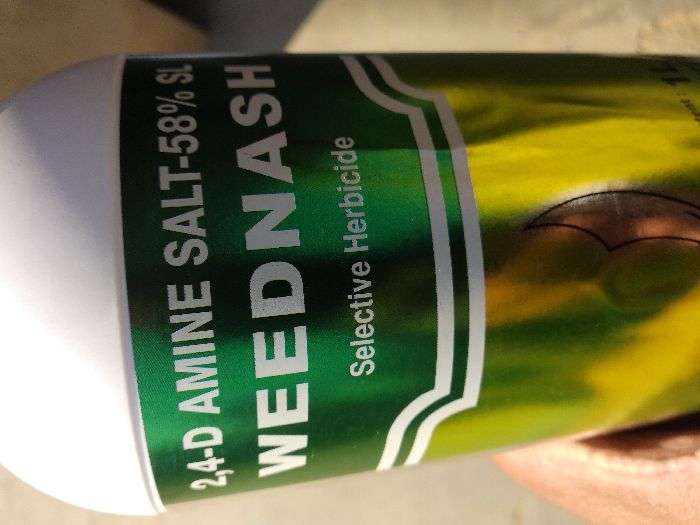 2,4-D AMINE SALT-58% SL
WEEDNASH
Selective Herbicide